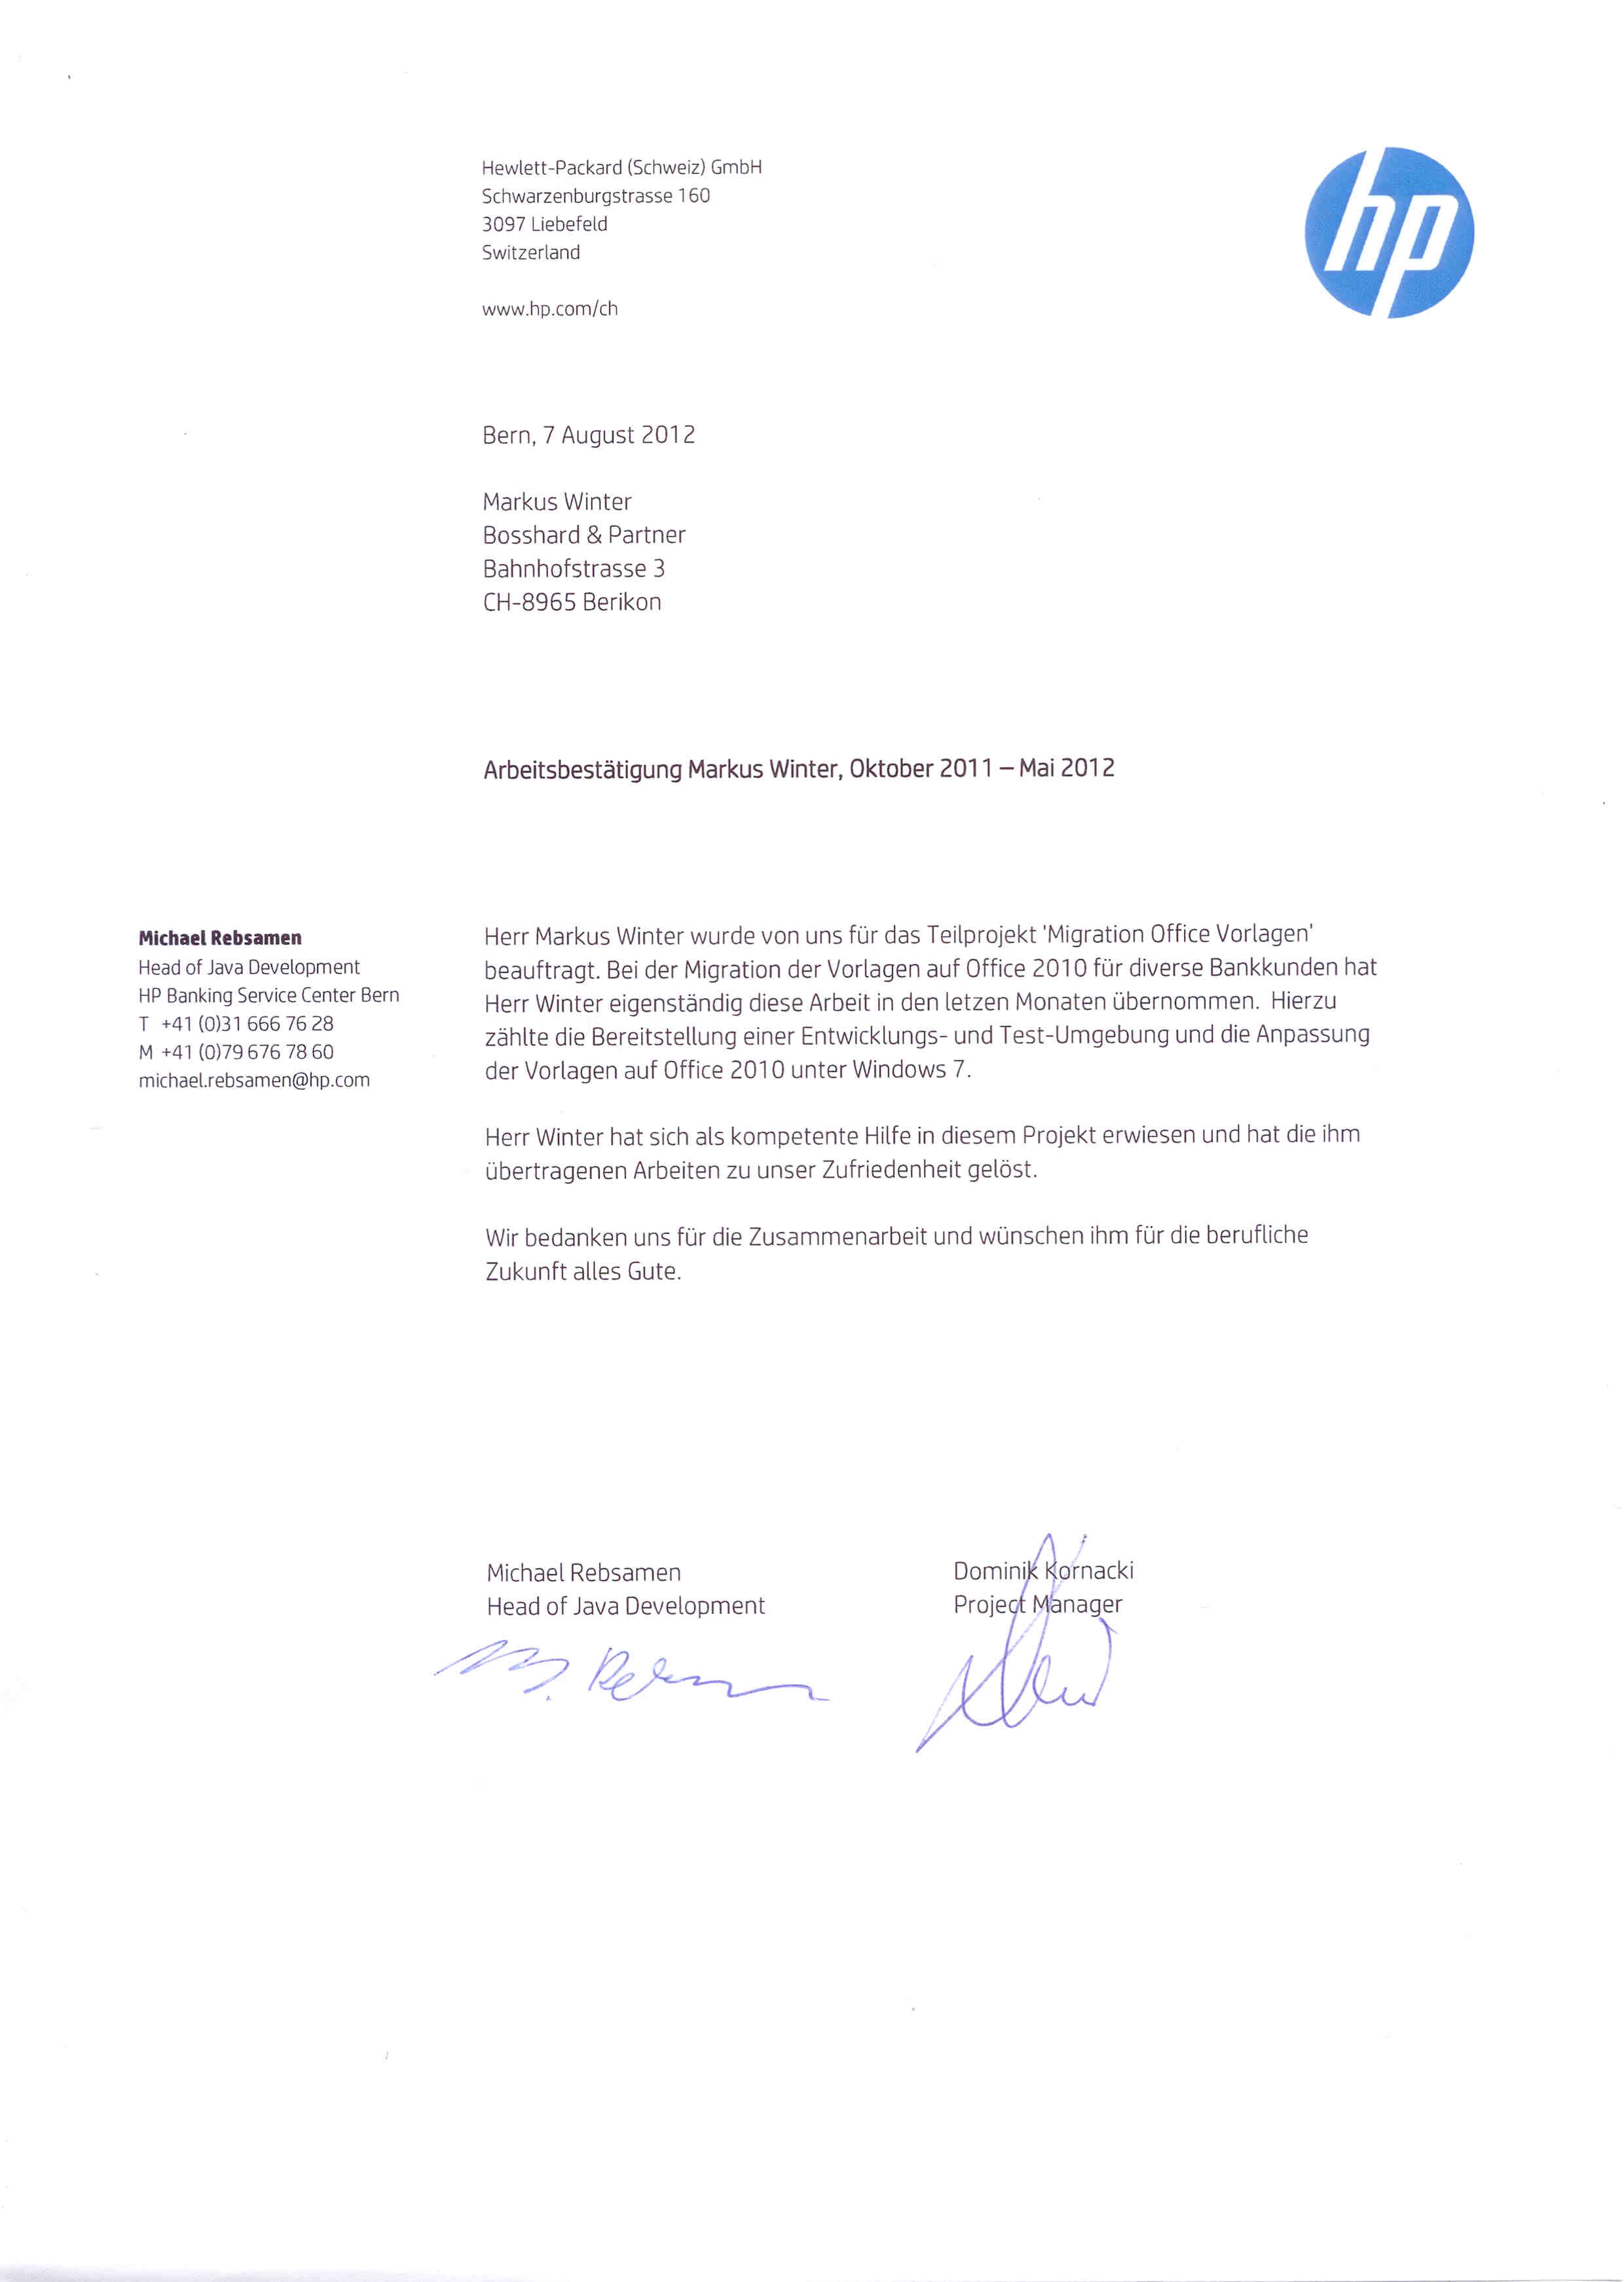 Hewlett-Packard (Schweiz) GmbH
Schwarzenburgstrasse 160
3097 Liebefeld
Switzerland
www.hp.com/ch
hp
Bern, 7 August 2012
Markus Winter
Bosshard & Partner
Bahnhofstrasse 3
CH-8965 Berikon
Arbeitsbestätigung Markus Winter, Oktober 2011 – Mai 2012
Michael Rebsamen
Head of Java Development
HP Banking Service Center Bern
T +41 (0)31 666 76 28
M +41 (0)79 676 78 60
michael.rebsamen@hp.com
Herr Markus Winter wurde von uns für das Teilprojekt 'Migration Office Vorlagen'
beauftragt. Bei der Migration der Vorlagen auf Office 2010 für diverse Bankkunden hat
Herr Winter eigenständig diese Arbeit in den letzen Monaten übernommen. Hierzu
zählte die Bereitstellung einer Entwicklungs- und Test-Umgebung und die Anpassung
der Vorlagen auf Office 2010 unter Windows 7.
Herr Winter hat sich als kompetente Hilfe in diesem Projekt erwiesen und hat die ihm
übertragenen Arbeiten zu unser Zufriedenheit gelöst.
Wir bedanken uns für die Zusammenarbeit und wünschen ihm für die berufliche
Zukunft alles Gute.
Michael Rebsamen
Head of Java Development
Dominik Kornacki
Project Manager